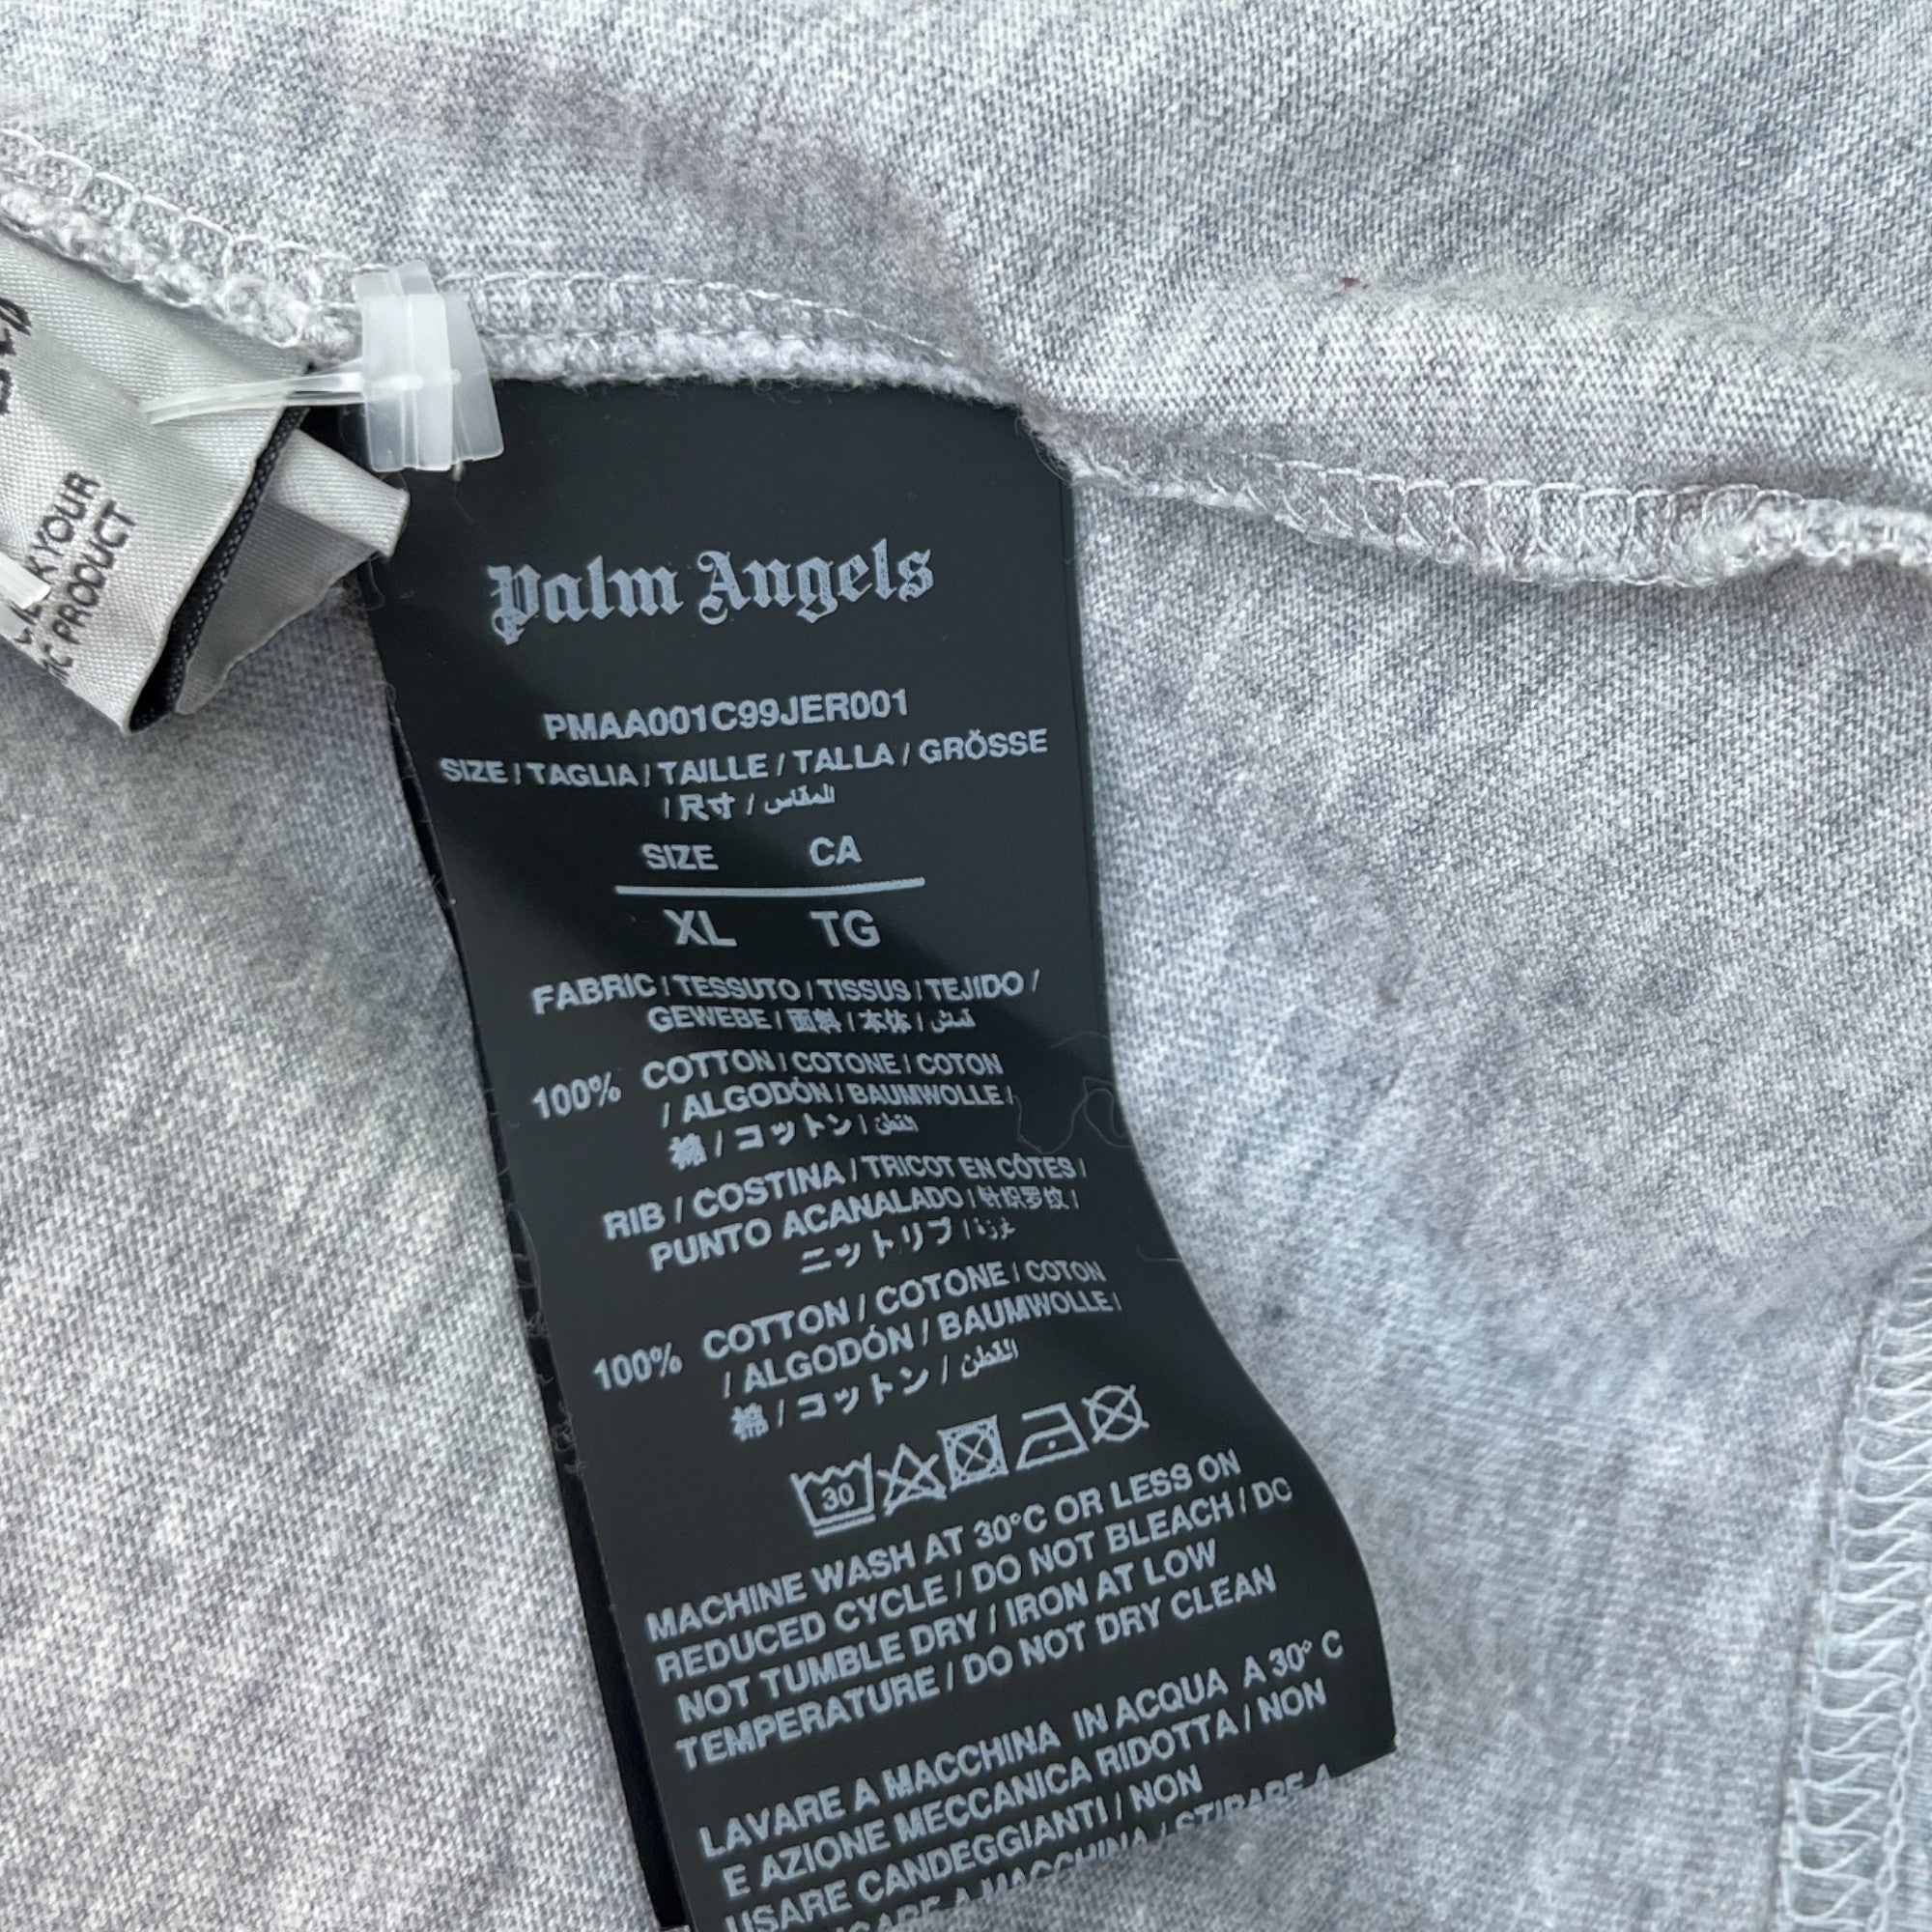 YOUR
PRODUCT
Palm Angels
PMAA001C99JER001
SIZE / TAGLIA / TAILLE / TALLA / GRÖSSE
/ 尺寸 / المقاس
SIZE CA
XL TG
FABRIC / TESSUTO / TISSUS / TEJIDO /
GEWEBE / 面料 / 本体 / قماش
100% COTTON / COTONE / COTON
/ ALGODÓN / BAUMWOLLE /
棉 / コットン / القطن
RIB / COSTINA / TRICOT EN CÔTES /
PUNTO ACANALADO / 针织罗纹 /
ニットリブ / غرزة
100% COTTON / COTONE / COTON
/ ALGODÓN / BAUMWOLLE /
棉 / コットン / القطن
30
MACHINE WASH AT 30°C OR LESS ON
REDUCED CYCLE / DO NOT BLEACH / DO
NOT TUMBLE DRY / IRON AT LOW
TEMPERATURE / DO NOT DRY CLEAN
LAVARE A MACCHINA IN ACQUA A 30° C
E AZIONE MECCANICA RIDOTTA / NON
USARE CANDEGGIANTI / NON
A MACCHINA / STIRARE A